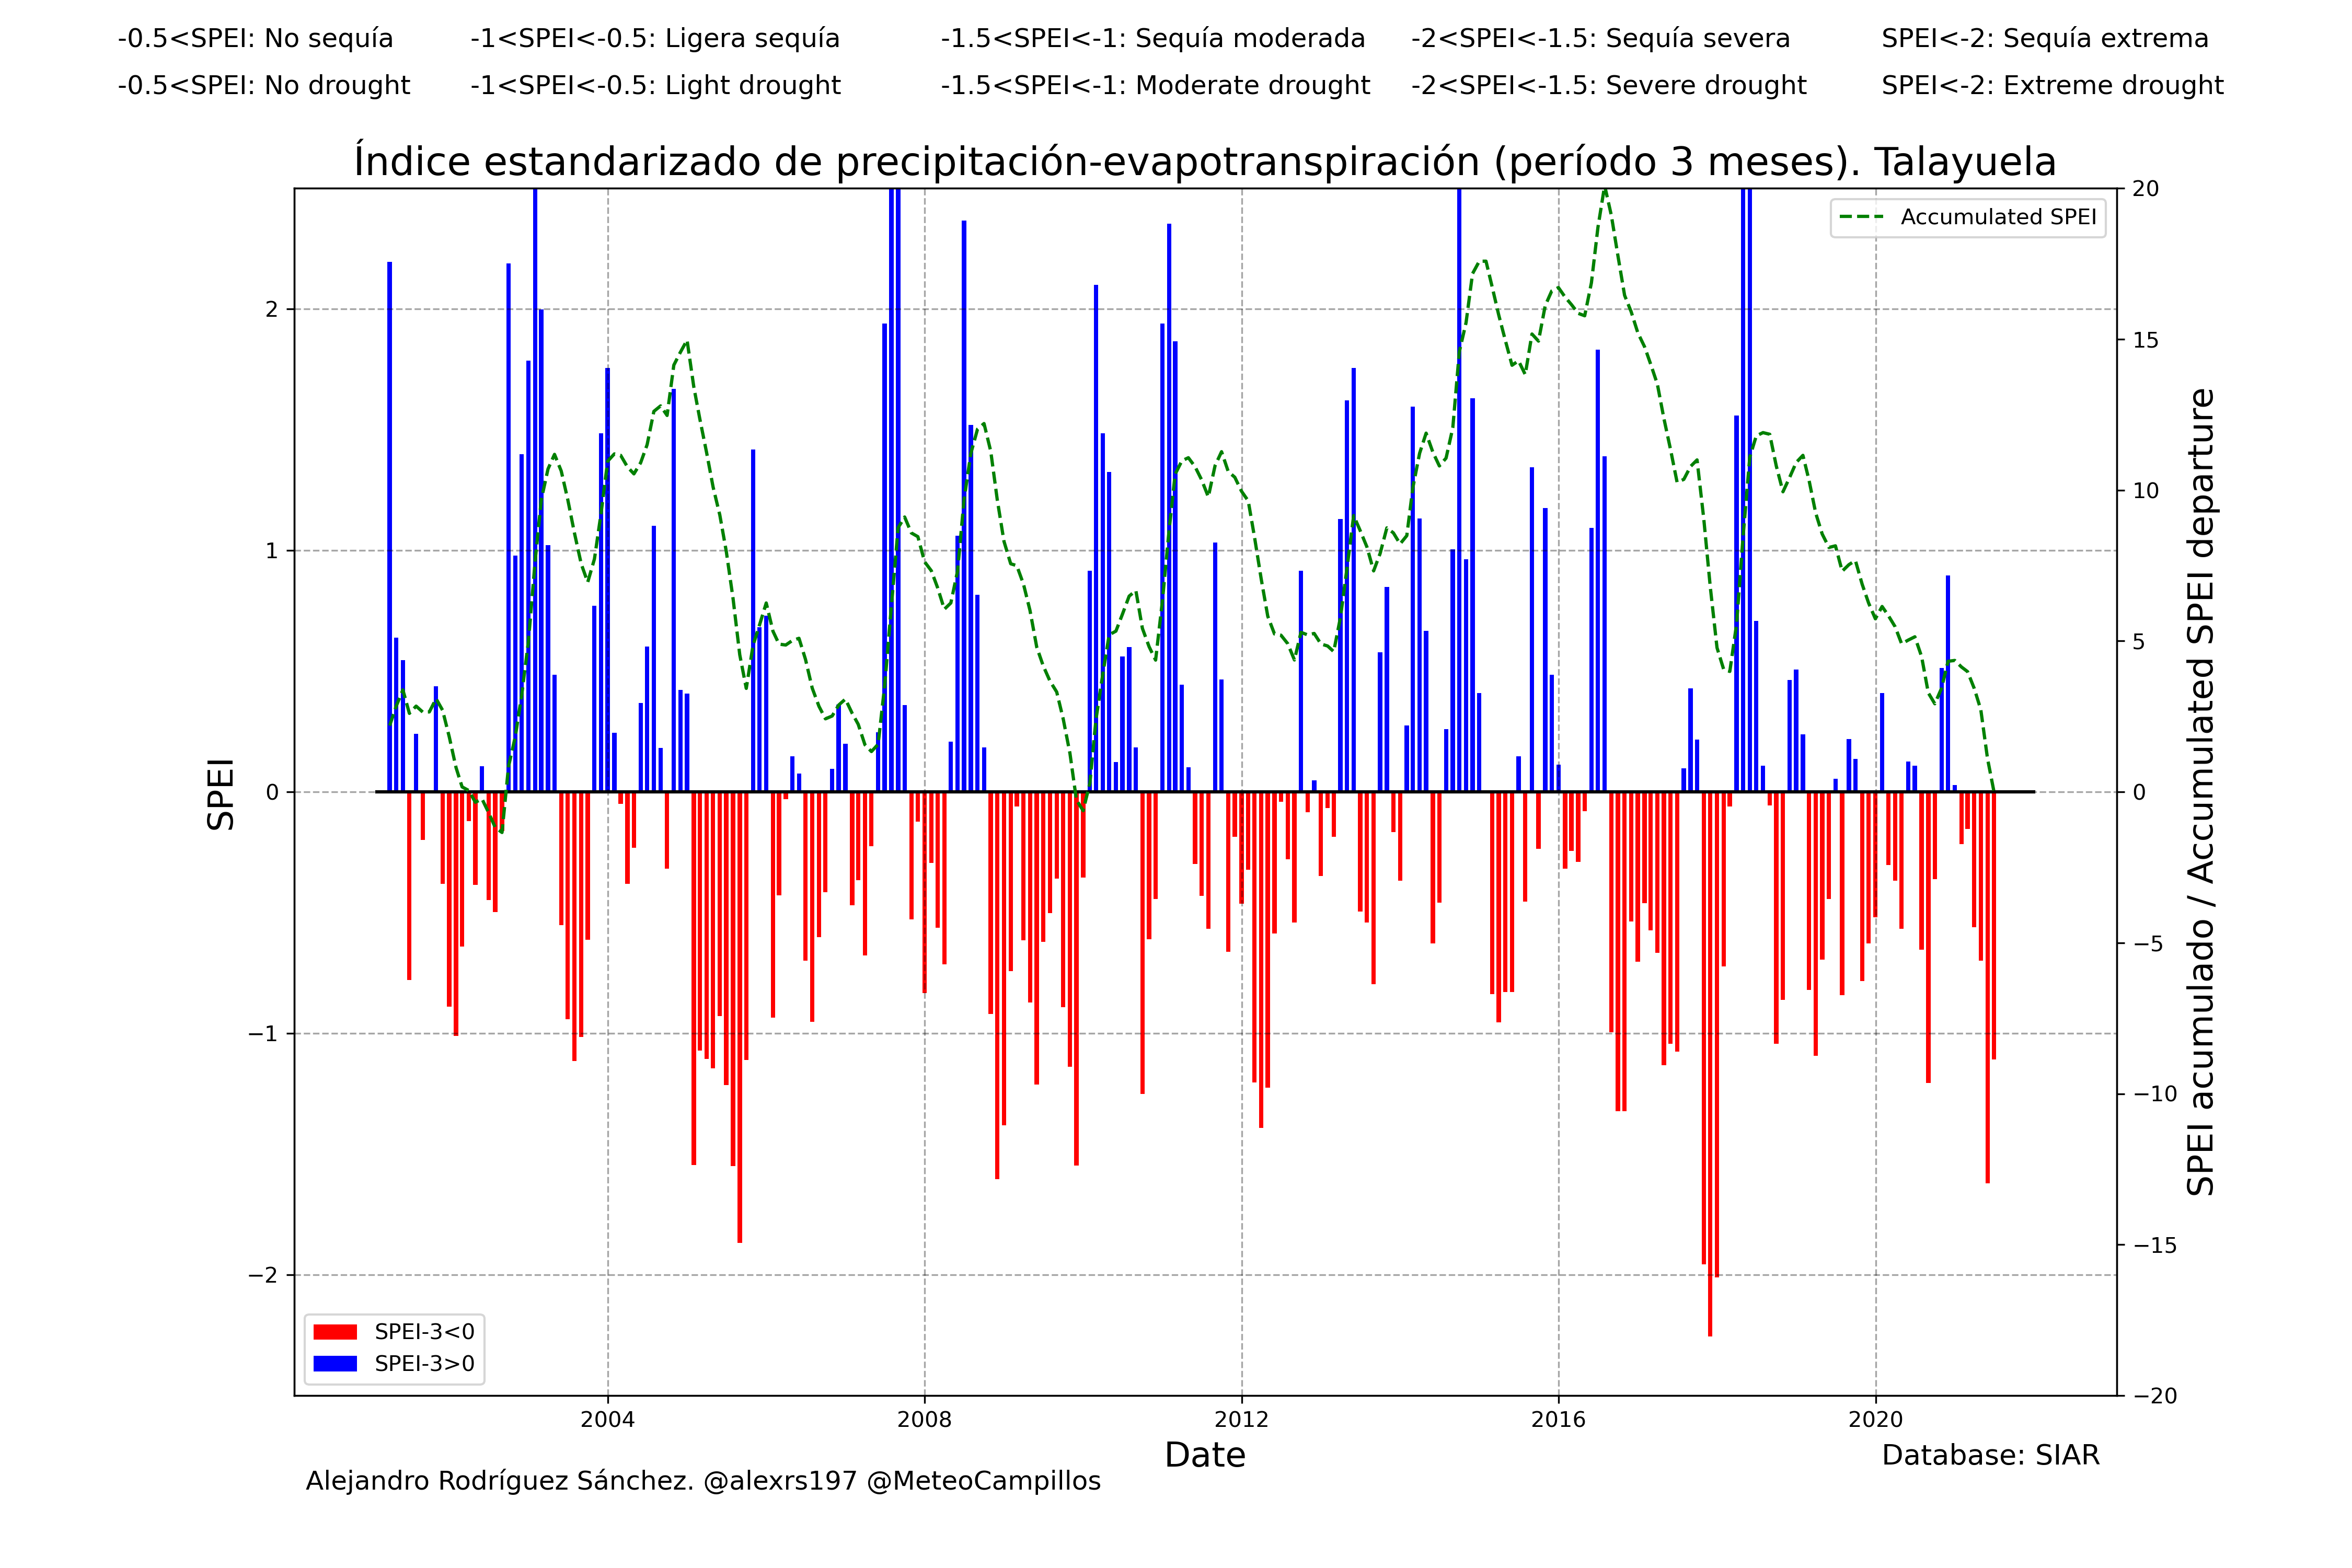 -0.5<SPEI: No sequía
-1<SPEI<-0.5: Ligera sequía
-1.5<SPEI<-1: Sequía moderada
-2<SPEI<-1.5: Sequía severa
SPEI<-2: Sequía extrema
-0.5<SPEI: No drought
-1<SPEI<-0.5: Light drought
-1.5<SPEI<-1: Moderate drought
-2<SPEI<-1.5: Severe drought
SPEI<-2: Extreme drought
Índice estandarizado de precipitación-evapotranspiración (período 3 meses). Talayuela
Accumulated SPEI
SPEI
2
1
0
−1
−2
20
15
10
5
0
−5
−10
−15
−20
SPEI acumulado / Accumulated SPEI departure
SPEI-3<0
SPEI-3>0
2004
2008
2012
2016
2020
Date
Database: SIAR
Alejandro Rodríguez Sánchez. @alexrs197 @MeteoCampillos